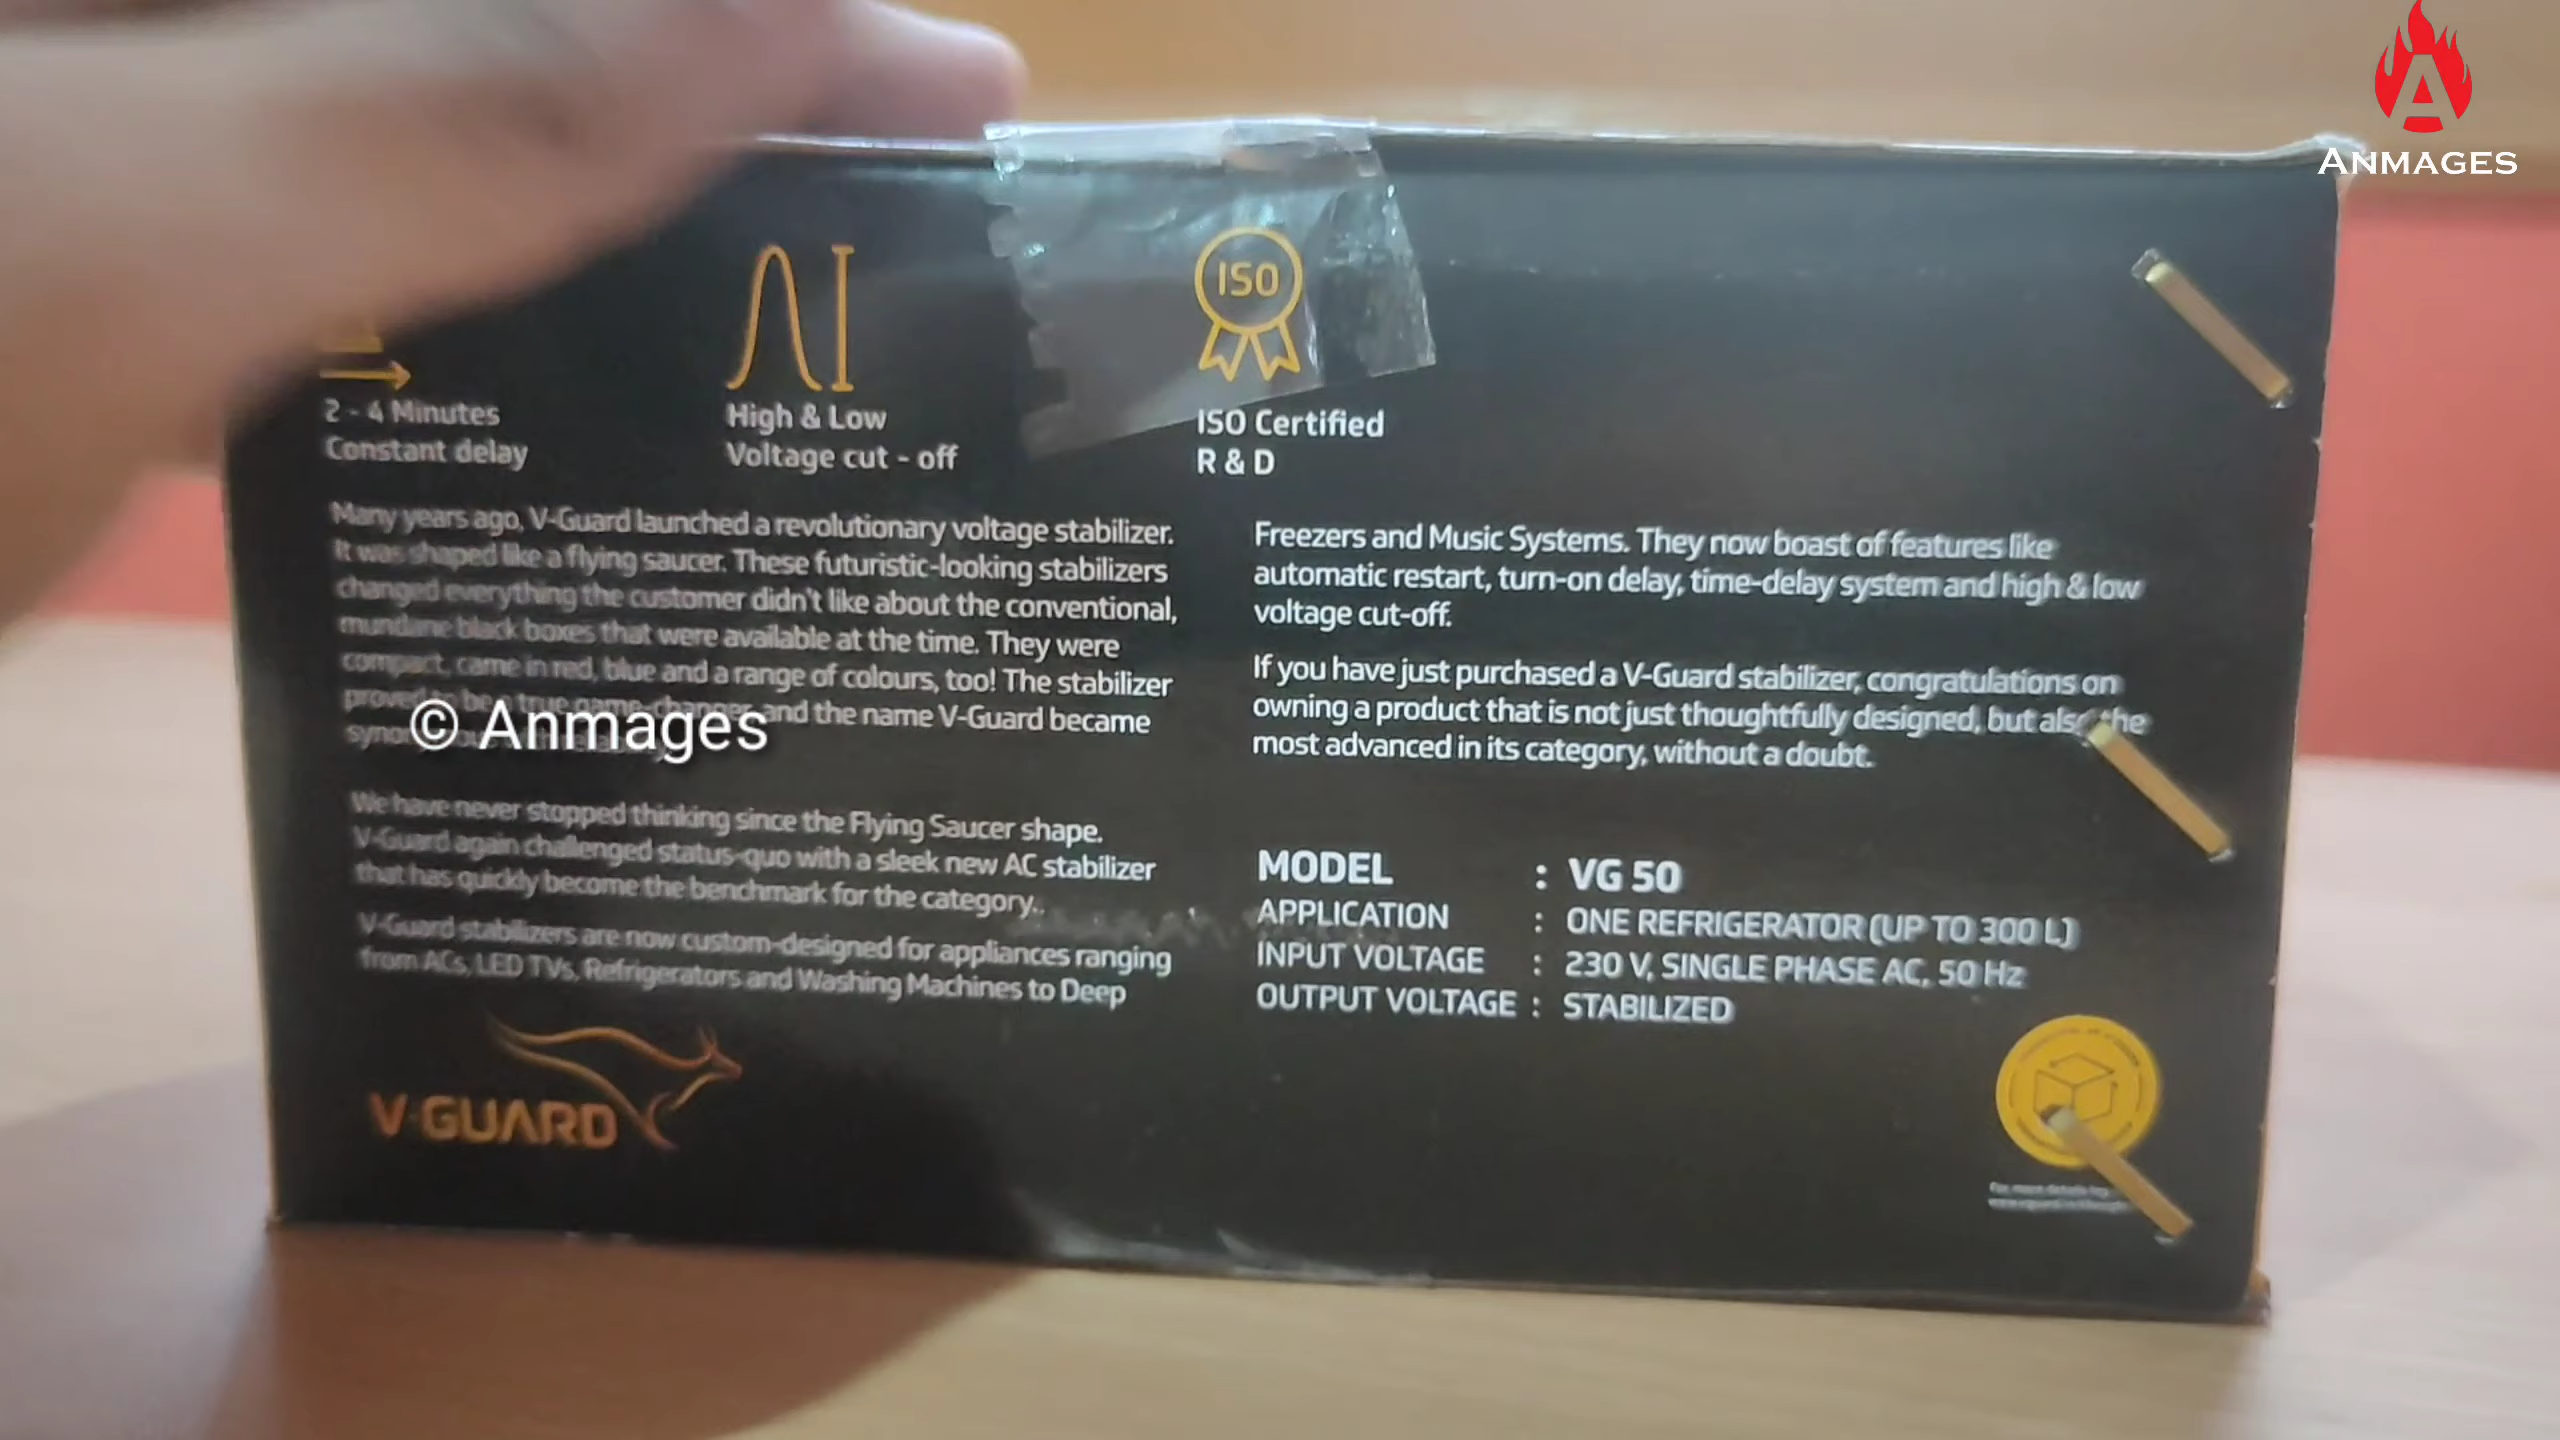 ANMAGES
ISO
2 - 4 Minutes
Constant delay
High & Low
Voltage cut - off
ISO Certified
R & D
Many years ago, V-Guard launched a revolutionary voltage stabilizer.
It was shaped like a flying saucer. These futuristic-looking stabilizers
changed everything the customer didn't like about the conventional,
mundane black boxes that were available at the time. They were
compact, came in red, blue and a range of colours, too! The stabilizer
proved to be a true game-changer and the name V-Guard became
© Anmages
We have never stopped thinking since the Flying Saucer shape.
V-Guard again challenged status-quo with a sleek new AC stabilizer
that has quickly become the benchmark for the category..
V-Guard stabilizers are now custom-designed for appliances ranging
from ACs, LED TVs, Refrigerators and Washing Machines to Deep
V-GUARD
Freezers and Music Systems. They now boast of features like
automatic restart, turn-on delay, time-delay system and high & low
voltage cut-off.
If you have just purchased a V-Guard stabilizer, congratulations on
owning a product that is not just thoughtfully designed, but also the
most advanced in its category, without a doubt.
MODEL : VG 50
APPLICATION : ONE REFRIGERATOR (UP TO 300 L)
INPUT VOLTAGE : 230 V, SINGLE PHASE AC, 50 Hz
OUTPUT VOLTAGE : STABILIZED